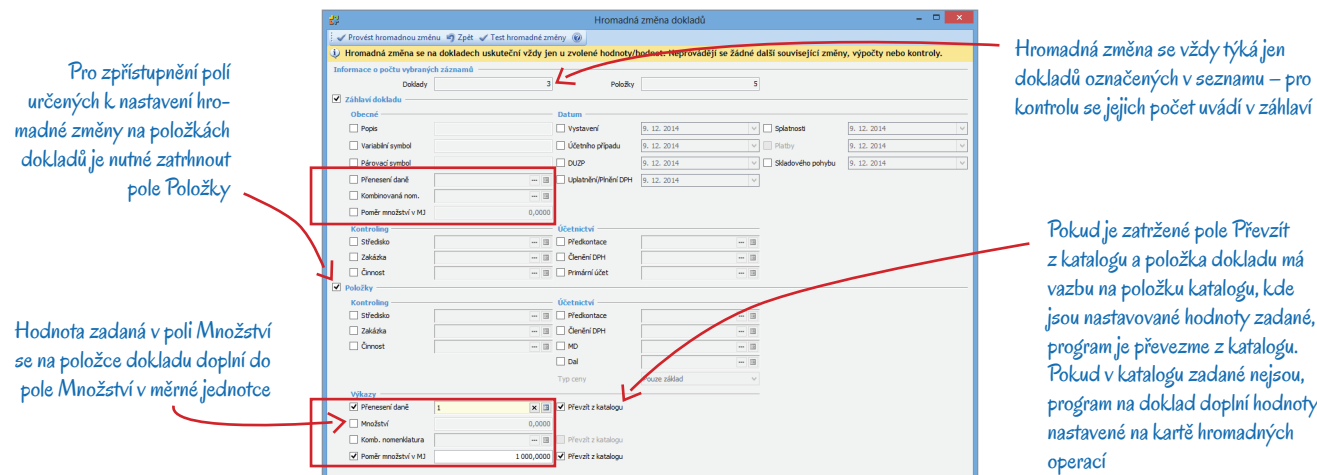 Pro zpřístupnění polí
určených k nastavení hro-
madné změny na položkách
dokladů je nutné zatrhnout
pole Položky
Hodnota zadaná v poli Množství
se na položce dokladu doplní do
pole Množství v měrné jednotce
Hromadná změna dokladů
Provést hromadnou změnu Zpět Test hromadné změny
Hromadná změna se na dokladech uskuteční vždy jen u zvolené hodnoty/hodnot. Neprovádějí se žádné další související změny, výpočty nebo kontroly.
Informace o počtu vybraných záznamů
Doklady 3 Položky 5
Záhlaví dokladu
Obecné Datum
Popis Vystavení 9. 12. 2014 Splatnosti 9. 12. 2014
Variabilní symbol Účetního případu 9. 12. 2014 Platby 9. 12. 2014
Párovací symbol DUZP 9. 12. 2014 Skladového pohybu 9. 12. 2014
Přenesení daně Uplatnění/Plnění DPH 9. 12. 2014
Kombinovaná nom.
Poměr množství v MJ 0,0000
Kontroling Účetnictví
Středisko Předkontace
Zakázka Členění DPH
Činnost Primární účet
Položky
Kontroling Účetnictví
Středisko Předkontace
Zakázka Členění DPH
Činnost MD
Dal
Typ ceny Pouze základ
Výkazy
Přenesení daně 1 Převzít z katalogu
Množství 0,0000
Komb. nomenklatura Převzít z katalogu
Poměr množství v MJ 1 000,0000 Převzít z katalogu
Hromadná změna se vždy týká jen
dokladů označených v seznamu – pro
kontrolu se jejich počet uvádí v záhlaví
Pokud je zatržené pole Převzít
z katalogu a položka dokladu má
vazbu na položku katalogu, kde
jsou nastavované hodnoty zadané,
program je převezme z katalogu.
Pokud v katalogu zadané nejsou,
program na doklad doplní hodnoty
nastavené na kartě hromadných
operací